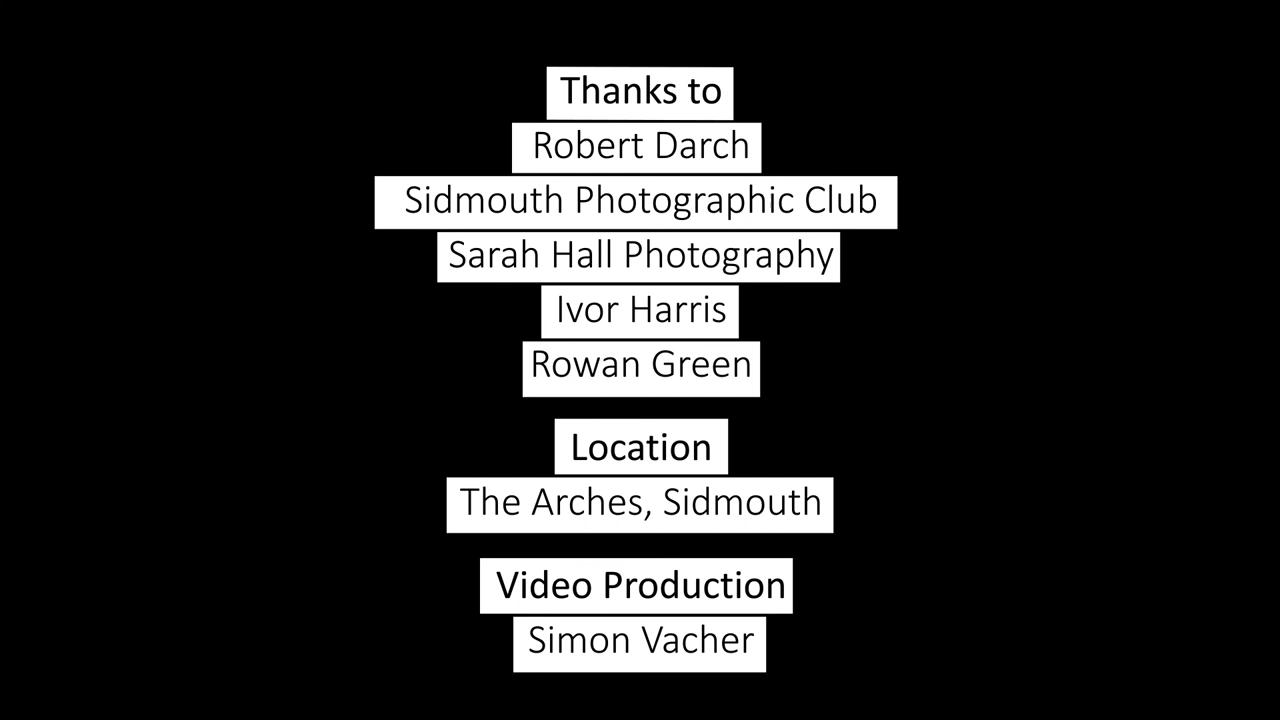 Thanks to
Robert Darch
Sidmouth Photographic Club
Sarah Hall Photography
Ivor Harris
Rowan Green
Location
The Arches, Sidmouth
Video Production
Simon Vacher